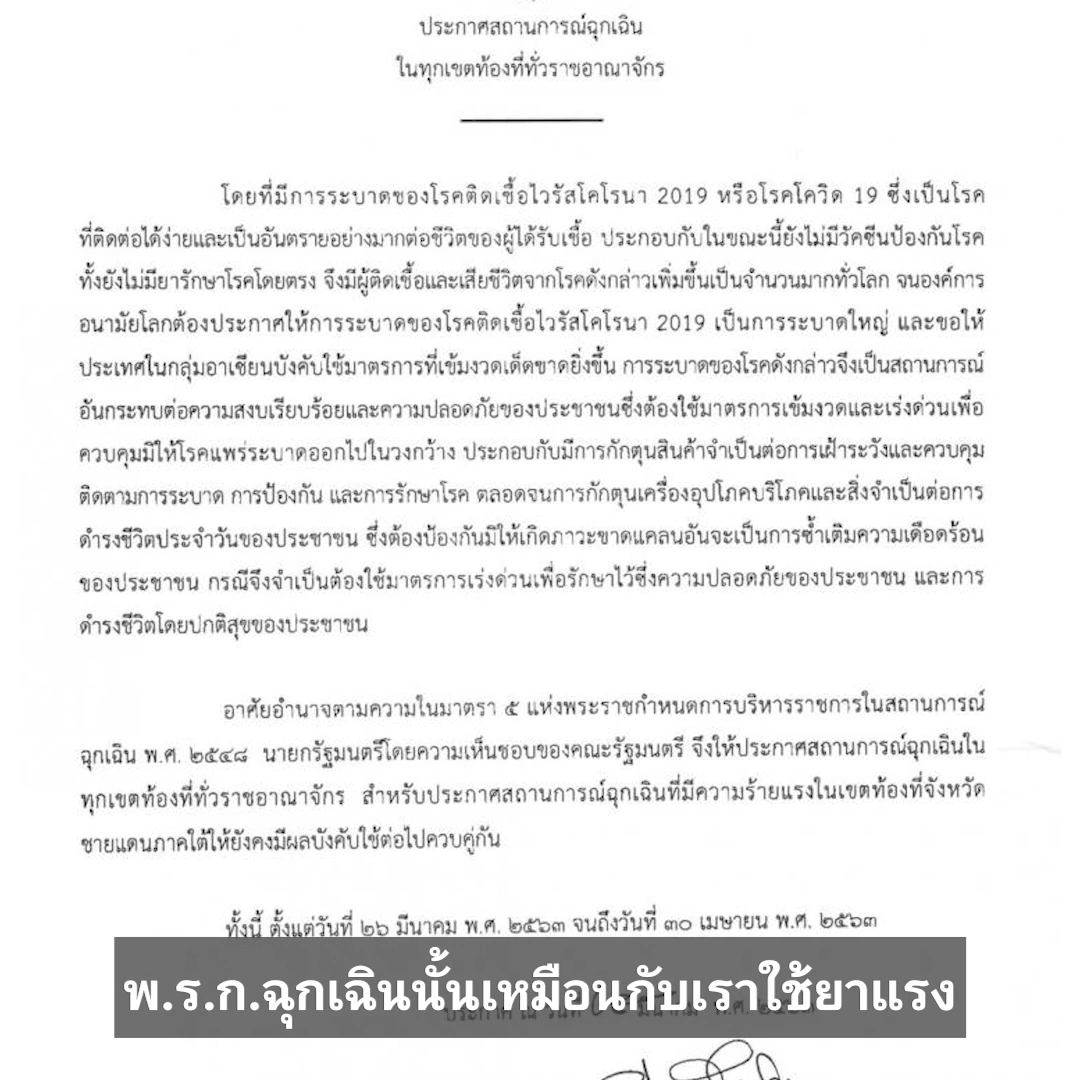 ประกาศสถานการณ์ฉุกเฉิน
ในทุกเขตท้องที่ทั่วราชอาณาจักร
โดยที่มีการระบาดของโรคติดเชื้อไวรัสโคโรนา 2019 หรือโรคโควิด 19 ซึ่งเป็นโรค
ที่ติดต่อได้ง่ายและเป็นอันตรายอย่างมากต่อชีวิตของผู้ได้รับเชื้อ ประกอบกับในขณะนี้ยังไม่มีวัคซีนป้องกันโรค
ทั้งยังไม่มียารักษาโรคโดยตรง จึงมีผู้ติดเชื้อและเสียชีวิตจากโรคดังกล่าวเพิ่มขึ้นเป็นจำนวนมากทั่วโลก จนองค์การ
อนามัยโลกต้องประกาศให้การระบาดของโรคติดเชื้อไวรัสโคโรนา 2019 เป็นการระบาดใหญ่ และขอให้
ประเทศในกลุ่มอาเซียนบังคับใช้มาตรการที่เข้มงวดเด็ดขาดยิ่งขึ้น การระบาดของโรคดังกล่าวจึงเป็นสถานการณ์
อันกระทบต่อความสงบเรียบร้อยและความปลอดภัยของประชาชนซึ่งต้องใช้มาตรการเข้มงวดและเร่งด่วนเพื่อ
ควบคุมมิให้โรคแพร่ระบาดออกไปในวงกว้าง ประกอบกับมีการกักตุนสินค้าจำเป็นต่อการเฝ้าระวังและควบคุม
ติดตามการระบาด การป้องกัน และการรักษาโรค ตลอดจนการกักตุนเครื่องอุปโภคบริโภคและสิ่งจำเป็นต่อการ
ดำรงชีวิตประจำวันของประชาชน ซึ่งต้องป้องกันมิให้เกิดภาวะขาดแคลนอันจะเป็นการซ้ำเติมความเดือดร้อน
ของประชาชน กรณีจึงจำเป็นต้องใช้มาตรการเร่งด่วนเพื่อรักษาไว้ซึ่งความปลอดภัยของประชาชน และการ
ดำรงชีวิตโดยปกติสุขของประชาชน
อาศัยอำนาจตามความในมาตรา ๕ แห่งพระราชกำหนดการบริหารราชการในสถานการณ์
ฉุกเฉิน พ.ศ. ๒๕๔๘ นายกรัฐมนตรีโดยความเห็นชอบของคณะรัฐมนตรี จึงให้ประกาศสถานการณ์ฉุกเฉินใน
ทุกเขตท้องที่ทั่วราชอาณาจักร สำหรับประกาศสถานการณ์ฉุกเฉินที่มีความร้ายแรงในเขตท้องที่จังหวัด
ชายแดนภาคใต้ให้ยังคงมีผลบังคับใช้ต่อไปควบคู่กัน
ทั้งนี้ ตั้งแต่วันที่ ๒๖ มีนาคม พ.ศ. ๒๕๖๓ จนถึงวันที่ ๓๐ เมษายน พ.ศ. ๒๕๖๓
พ.ร.ก.ฉุกเฉินนั้นเหมือนกับเราใช้ยาแรง